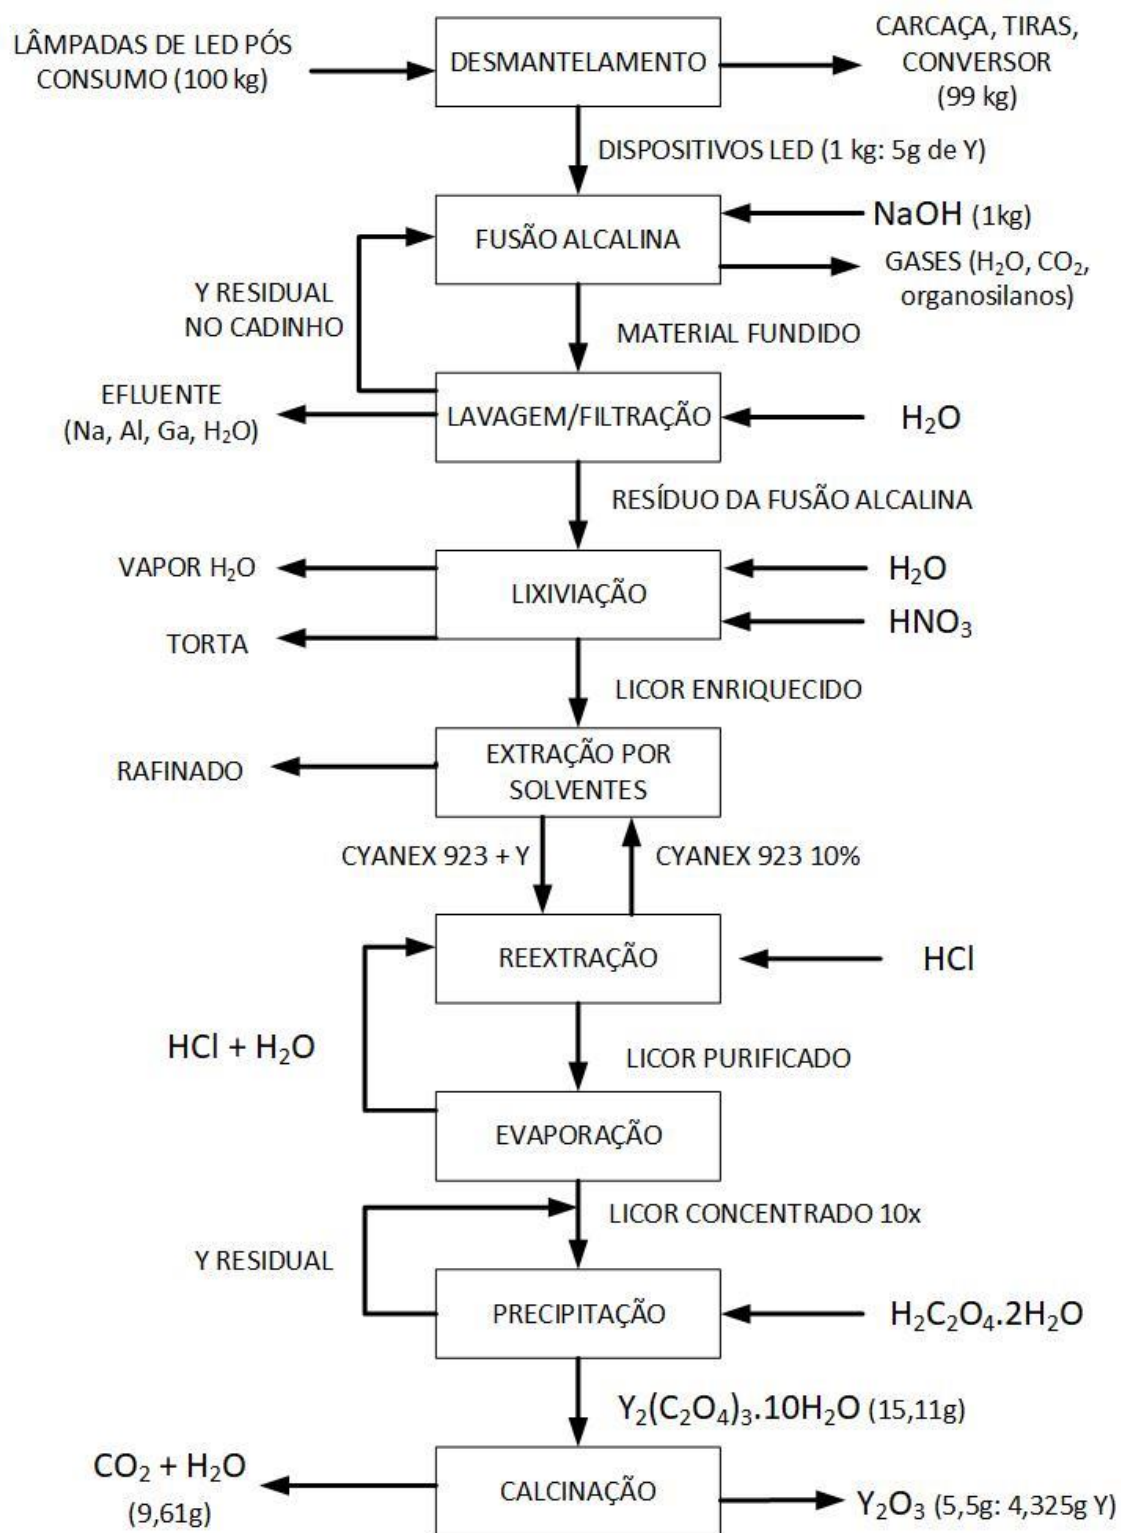 LÂMPADAS DE LED PÓS
CONSUMO (100 kg)
DESMANTELAMENTO
CARCAÇA, TIRAS,
CONVERSOR
(99 kg)
DISPOSITIVOS LED (1 kg: 5g de Y)
FUSÃO ALCALINA
NaOH (1kg)
GASES (H₂O, CO₂,
organosilanos)
Y RESIDUAL
NO CADINHO
MATERIAL FUNDIDO
EFLUENTE
(Na, Al, Ga, H₂O)
LAVAGEM/FILTRAÇÃO
H₂O
RESÍDUO DA FUSÃO ALCALINA
VAPOR H₂O
LIXIVIAÇÃO
H₂O
HNO₃
TORTA
LICOR ENRIQUECIDO
RAFINADO
EXTRAÇÃO POR
SOLVENTES
CYANEX 923 + Y
CYANEX 923 10%
REEXTRAÇÃO
HCl
HCl + H₂O
LICOR PURIFICADO
EVAPORAÇÃO
LICOR CONCENTRADO 10x
Y RESIDUAL
PRECIPITAÇÃO
H₂C₂O₄.2H₂O
Y₂(C₂O₄)₃.10H₂O (15,11g)
CO₂ + H₂O
(9,61g)
CALCINAÇÃO
Y₂O₃ (5,5g: 4,325g Y)